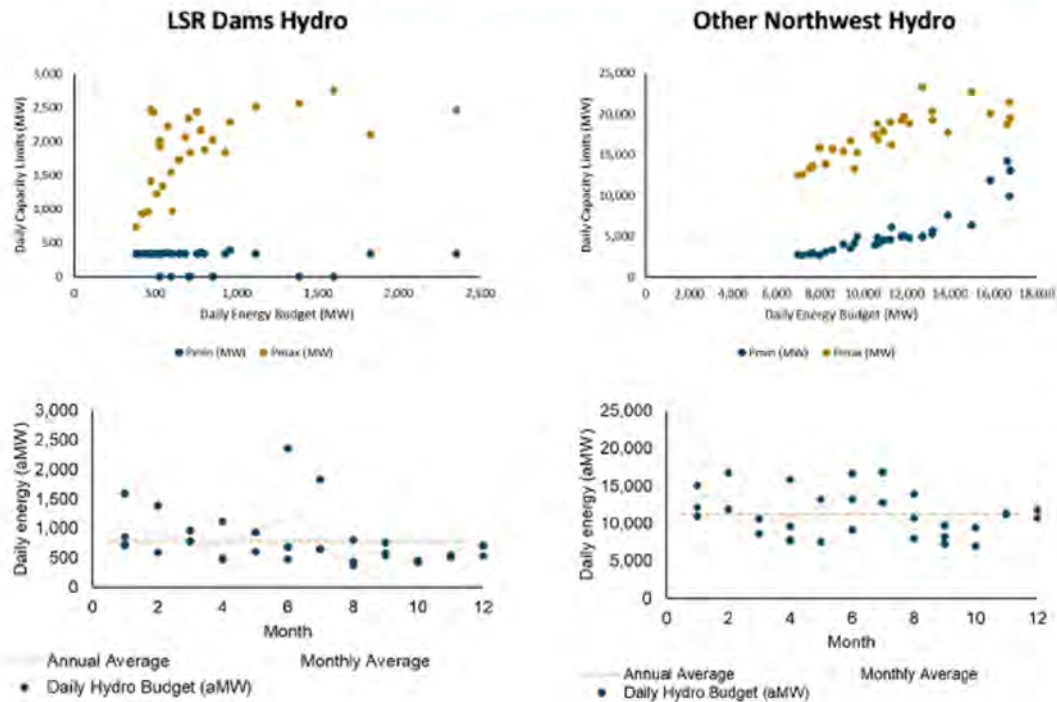 LSR Dams Hydro
Daily Capacity Limits (MW)
3,000
2,500
2,000
1,500
1,000
500
0
500
1,000
1,500
2,000
2,500
Daily Energy Budget (MW)
Pmin (MW)
Pmax (MW)
Other Northwest Hydro
Daily Capacity Limits (MW)
25,000
20,000
15,000
10,000
5,000
0
0
2,000
4,000
6,000
8,000
10,000
12,000
14,000
16,000
18,000
Daily Energy Budget (MW)
Pmin (MW)
Pmax (MW)
Daily energy (aMW)
3,000
2,500
2,000
1,500
1,000
500
0
0
2
4
6
8
10
12
Month
Annual Average
Monthly Average
Daily Hydro Budget (aMW)
Daily energy (aMW)
25,000
20,000
15,000
10,000
5,000
0
0
2
4
6
8
10
12
Month
Annual Average
Monthly Average
Daily Hydro Budget (aMW)